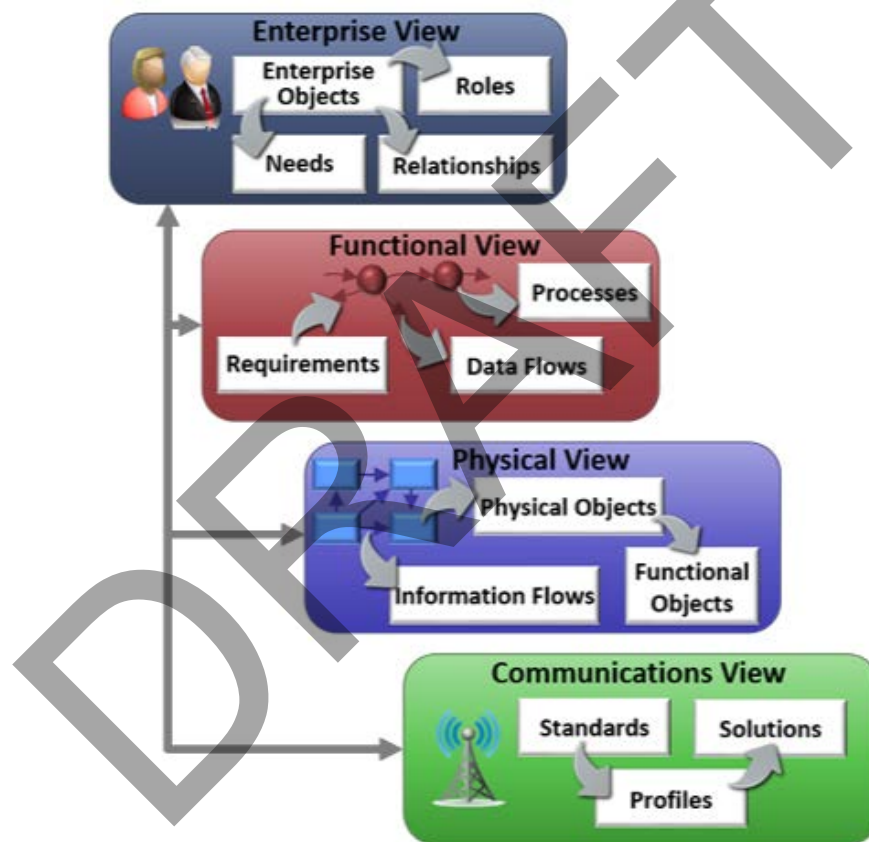 Enterprise View
Enterprise
Objects
Roles
Needs
Relationships
Functional View
Processes
Requirements
Data Flows
Physical View
Physical Objects
Information Flows
Functional
Objects
Communications View
Standards
Solutions
Profiles
DRAFT